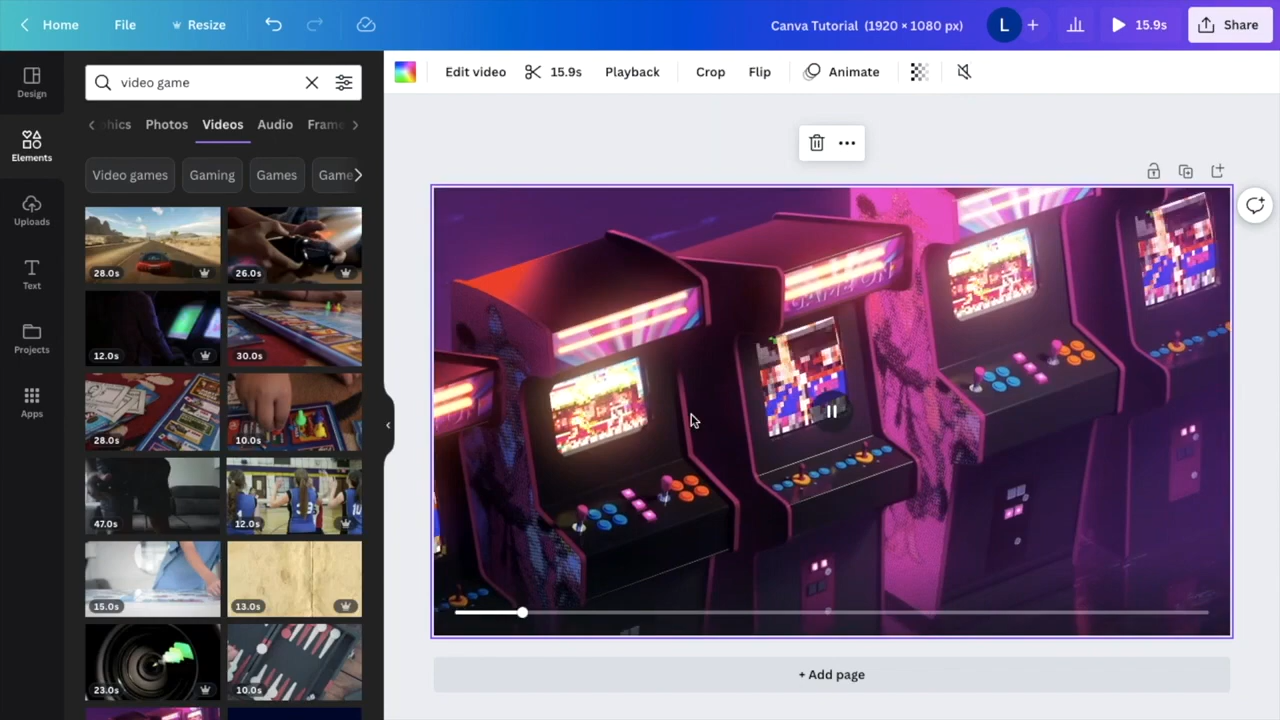 Home
File
Resize
Canva Tutorial (1920 × 1080 px)
L
+
15.9s
Share
Design
Elements
Uploads
Text
Projects
Apps
video game
hics
Photos
Videos
Audio
Frame
Video games
Gaming
Games
Game
28.0s
26.0s
12.0s
30.0s
28.0s
10.0s
47.0s
12.0s
15.0s
13.0s
23.0s
10.0s
Edit video
15.9s
Playback
Crop
Flip
Animate
GAME ON
+ Add page